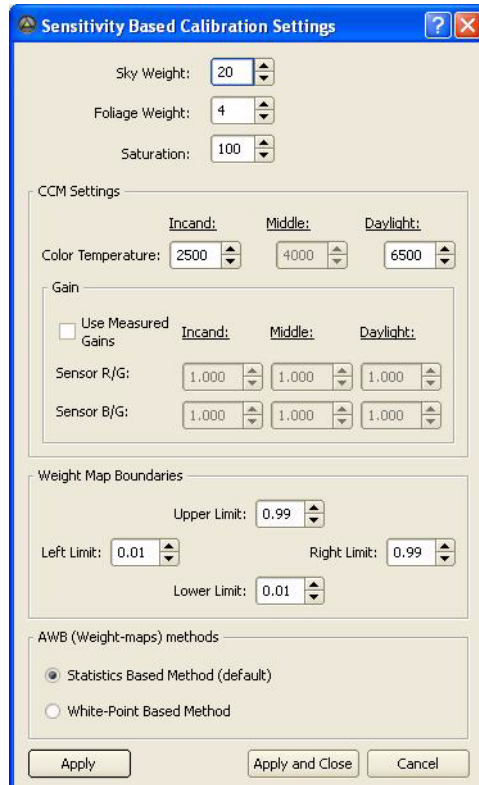 Sensitivity Based Calibration Settings
Sky Weight: 20
Foliage Weight: 4
Saturation: 100
CCM Settings
Incand: Middle: Daylight:
Color Temperature: 2500 4000 6500
Gain
Use Measured Gains Incand: Middle: Daylight:
Sensor R/G: 1.000 1.000 1.000
Sensor B/G: 1.000 1.000 1.000
Weight Map Boundaries
Upper Limit: 0.99
Left Limit: 0.01 Right Limit: 0.99
Lower Limit: 0.01
AWB (Weight-maps) methods
Statistics Based Method (default)
White-Point Based Method
Apply Apply and Close Cancel